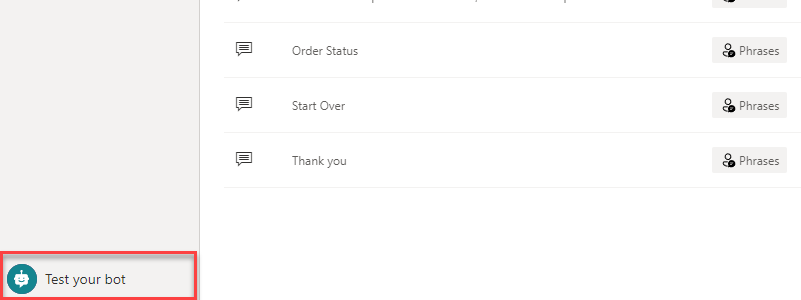 Order Status
Phrases
Start Over
Phrases
Thank you
Phrases
Test your bot